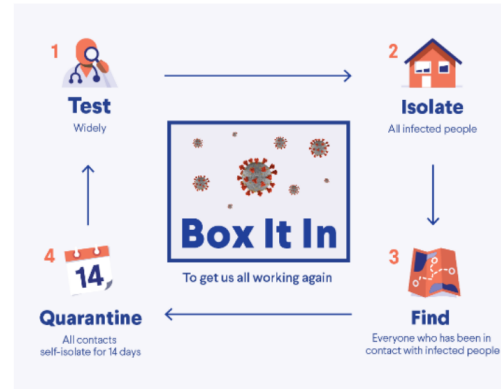 1
Test
Widely
2
Isolate
All infected people
Box It In
To get us all working again
4
14
Quarantine
All contacts
self-isolate for 14 days
3
Find
Everyone who has been in
contact with infected people